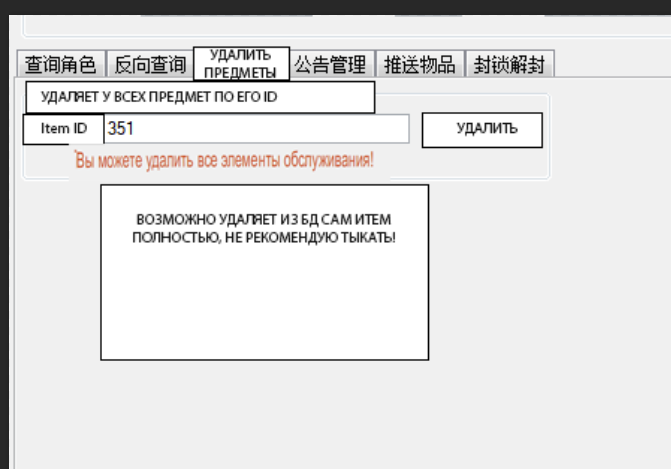 查询角色 反向查询 УДАЛИТЬ ПРЕДМЕТЫ 公告管理 推送物品 封锁解封
УДАЛЯЕТ У ВСЕХ ПРЕДМЕТ ПО ЕГО ID
Item ID 351 УДАЛИТЬ
Вы можете удалить все элементы обслуживания!
ВОЗМОЖНО УДАЛЯЕТ ИЗ БД САМ ИТЕМ
ПОЛНОСТЬЮ, НЕ РЕКОМЕНДУЮ ТЫКАТЬ!